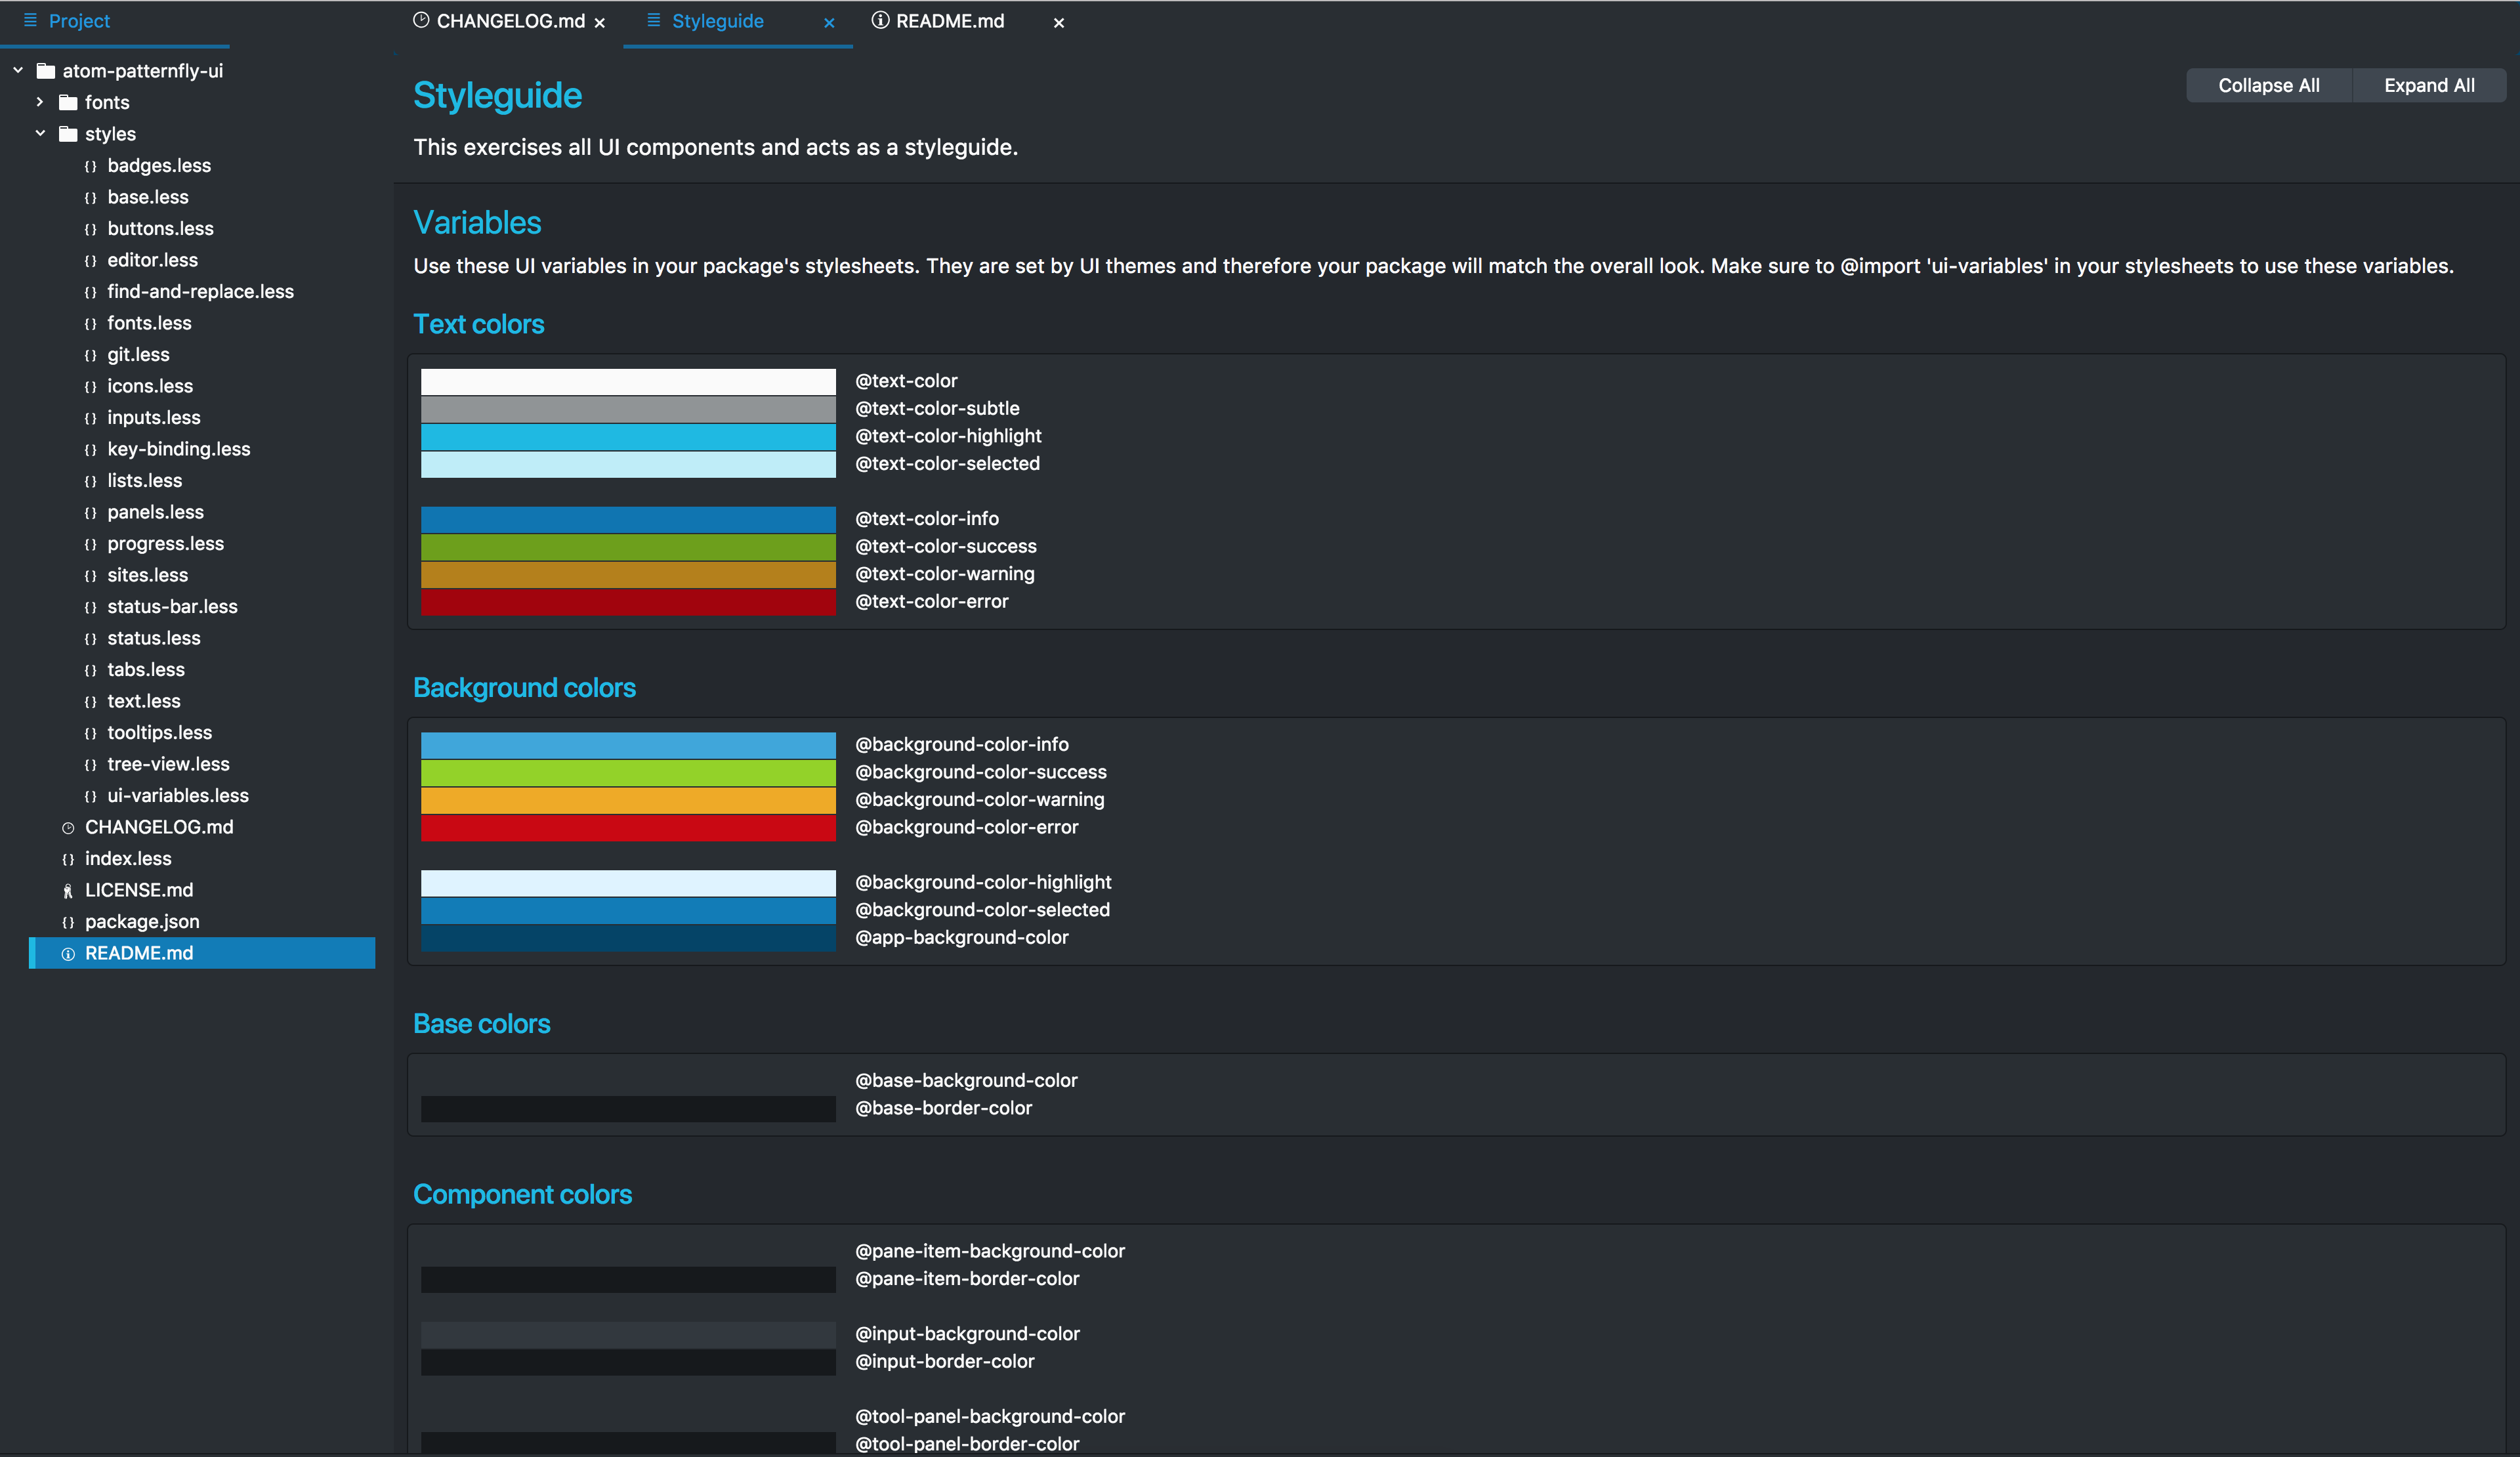 Project
atom-patternfly-ui
fonts
styles
badges.less
base.less
buttons.less
editor.less
find-and-replace.less
fonts.less
git.less
icons.less
inputs.less
key-binding.less
lists.less
panels.less
progress.less
sites.less
status-bar.less
status.less
tabs.less
text.less
tooltips.less
tree-view.less
ui-variables.less
CHANGELOG.md
index.less
LICENSE.md
package.json
README.md
CHANGELOG.md
Styleguide
README.md
Styleguide
Collapse All
Expand All
This exercises all UI components and acts as a styleguide.
Variables
Use these UI variables in your package's stylesheets. They are set by UI themes and therefore your package will match the overall look. Make sure to @import 'ui-variables' in your stylesheets to use these variables.
Text colors
@text-color
@text-color-subtle
@text-color-highlight
@text-color-selected
@text-color-info
@text-color-success
@text-color-warning
@text-color-error
Background colors
@background-color-info
@background-color-success
@background-color-warning
@background-color-error
@background-color-highlight
@background-color-selected
@app-background-color
Base colors
@base-background-color
@base-border-color
Component colors
@pane-item-background-color
@pane-item-border-color
@input-background-color
@input-border-color
@tool-panel-background-color
@tool-panel-border-color